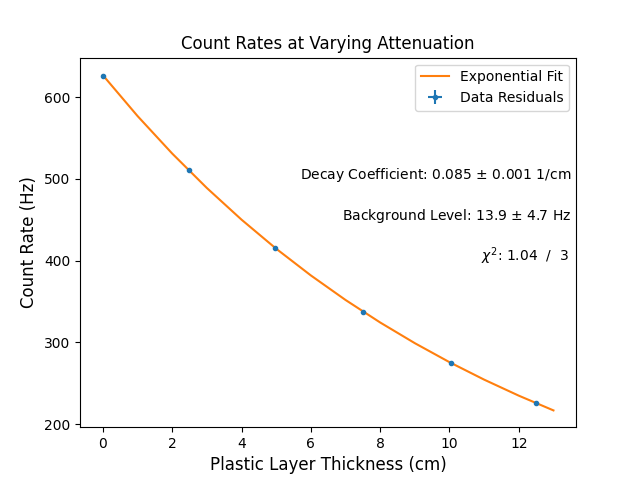 Count Rates at Varying Attenuation
Exponential Fit
Data Residuals
Decay Coefficient: 0.085 ± 0.001 1/cm
Background Level: 13.9 ± 4.7 Hz
χ²: 1.04 / 3
Count Rate (Hz)
600
500
400
300
200
0 2 4 6 8 10 12
Plastic Layer Thickness (cm)